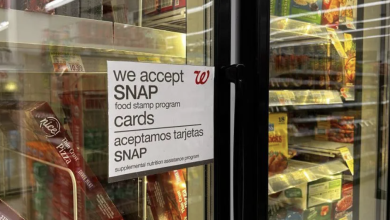 we accept
SNAP
food stamp program
cards
aceptamos tarjetas
SNAP
supplemental nutrition assistance program